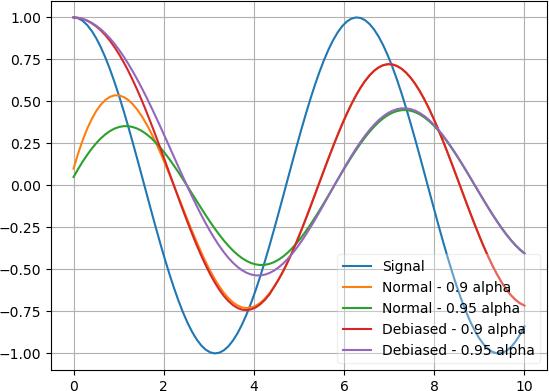 1.00
0.75
0.50
0.25
0.00
−0.25
−0.50
−0.75
−1.00
Signal
Normal - 0.9 alpha
Normal - 0.95 alpha
Debiased - 0.9 alpha
Debiased - 0.95 alpha
0 2 4 6 8 10